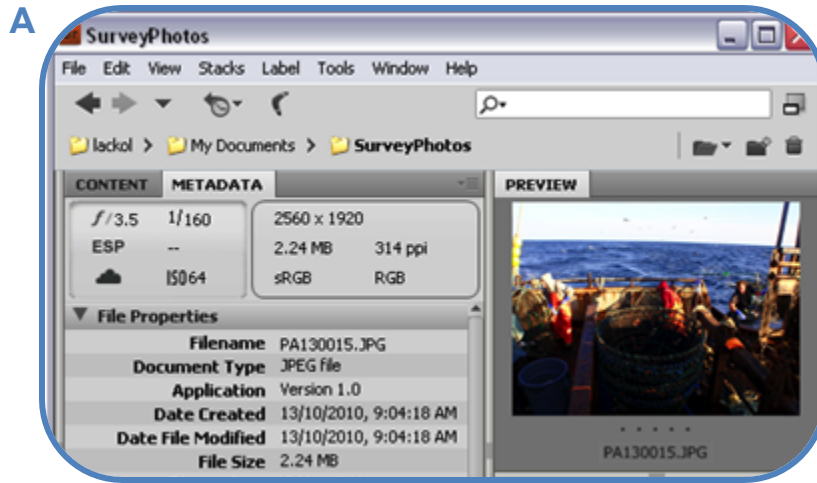 A
SurveyPhotos
File Edit View Stacks Label Tools Window Help
lackol > My Documents > SurveyPhotos
CONTENT METADATA PREVIEW
f/3.5 1/160 2560 x 1920
ESP -- 2.24 MB 314 ppi
ISO64 sRGB RGB
File Properties
Filename PA130015.JPG
Document Type JPEG file
Application Version 1.0
Date Created 13/10/2010, 9:04:18 AM
Date File Modified 13/10/2010, 9:04:18 AM
File Size 2.24 MB
PA130015.JPG